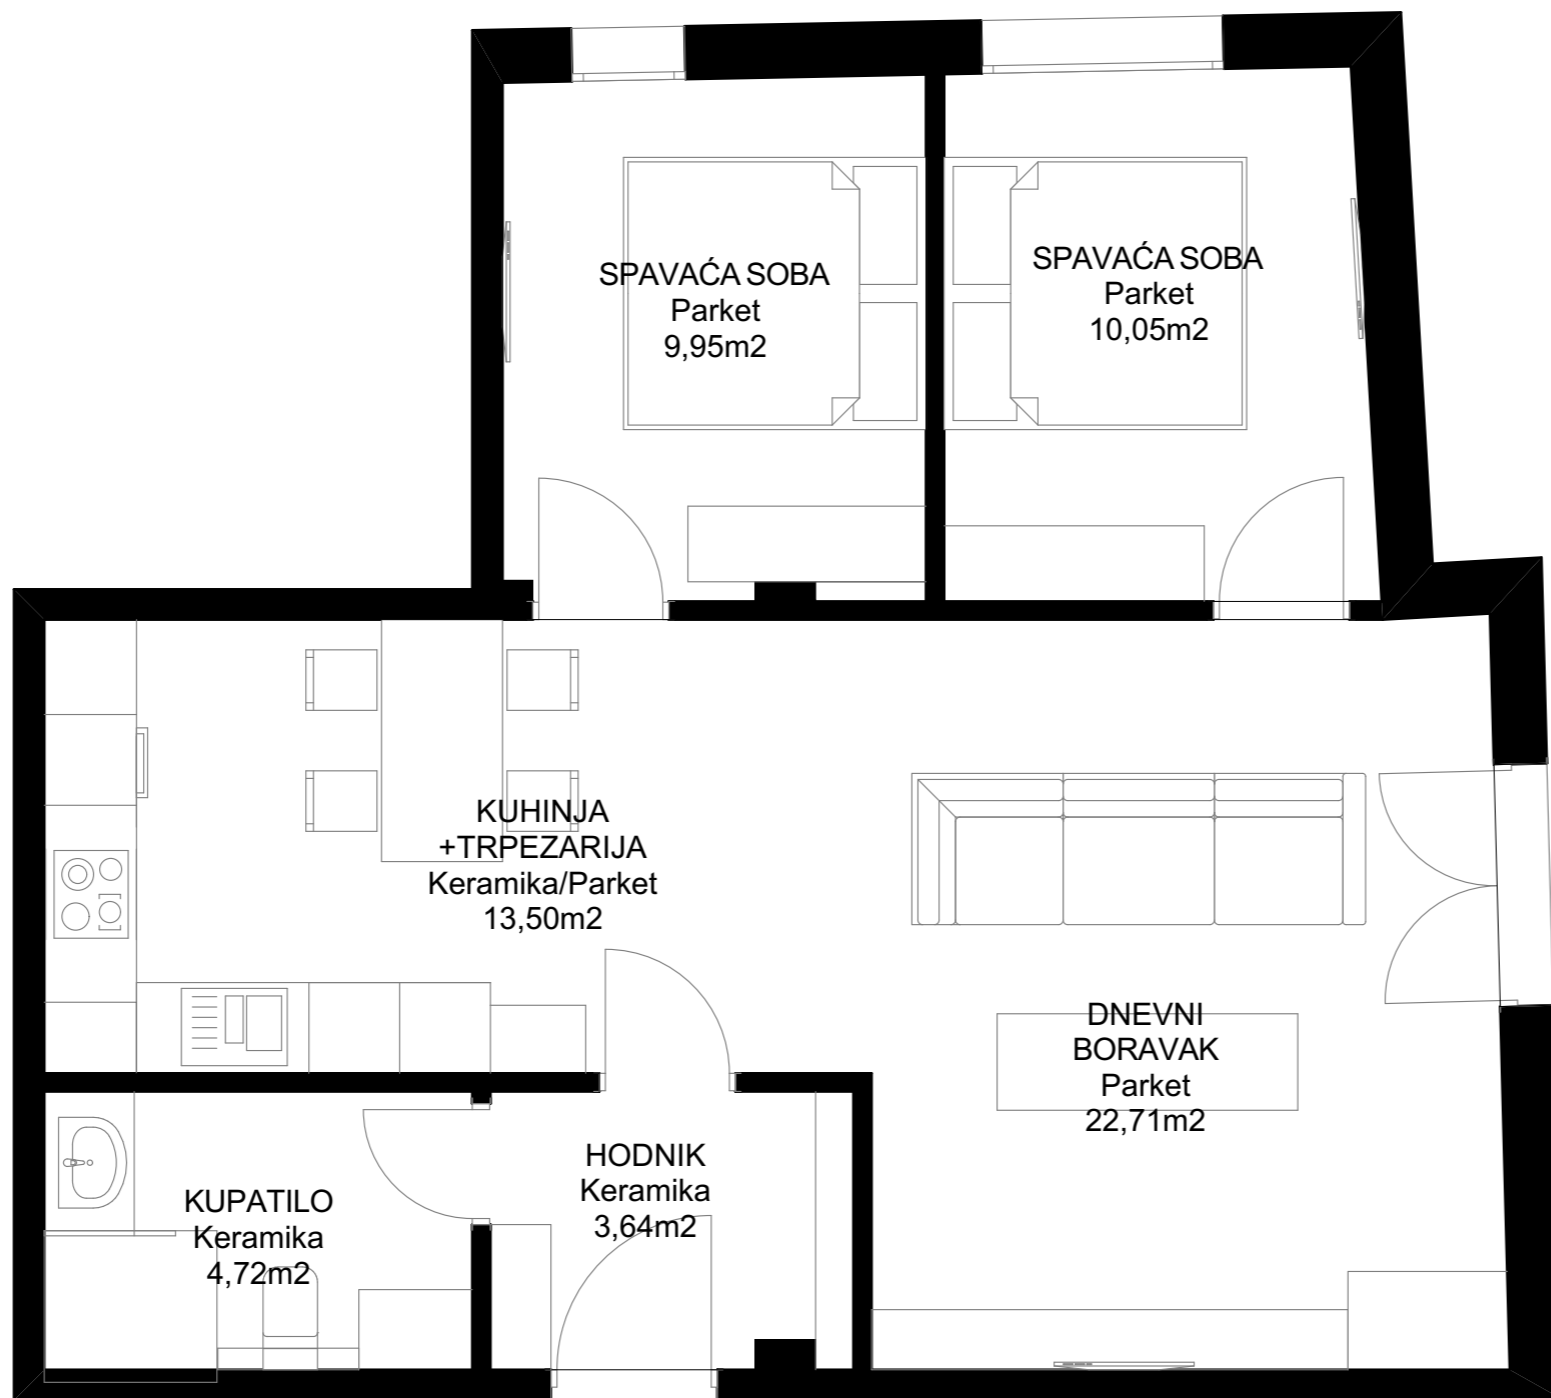 SPAVAĆA SOBA
Parket
9,95m2
SPAVAĆA SOBA
Parket
10,05m2
KUHINJA
+TRPEZARIJA
Keramika/Parket
13,50m2
DNEVNI
BORAVAK
Parket
22,71m2
HODNIK
Keramika
3,64m2
KUPATILO
Keramika
4,72m2